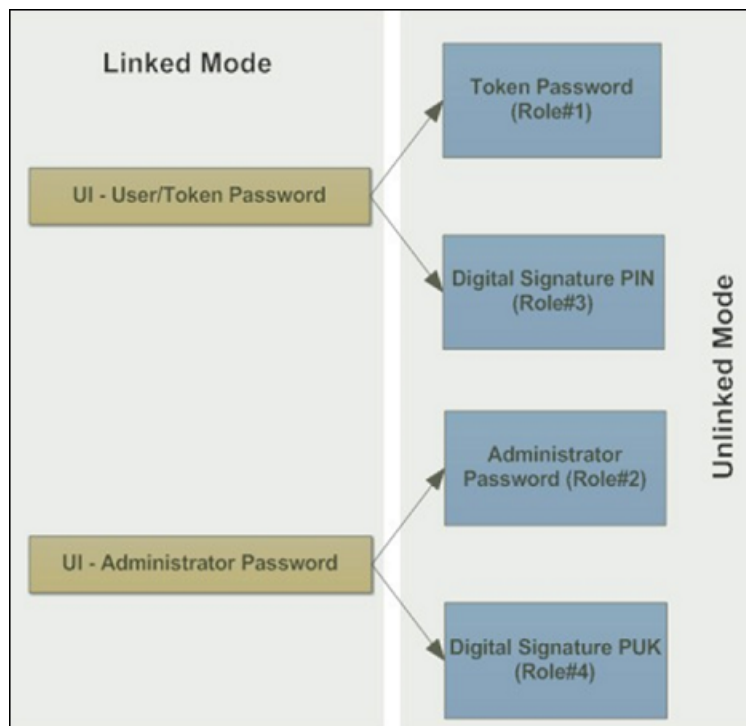 Linked Mode
UI - User/Token Password
Token Password
(Role#1)
Digital Signature PIN
(Role#3)
UI - Administrator Password
Administrator
Password (Role#2)
Digital Signature PUK
(Role#4)
Unlinked Mode